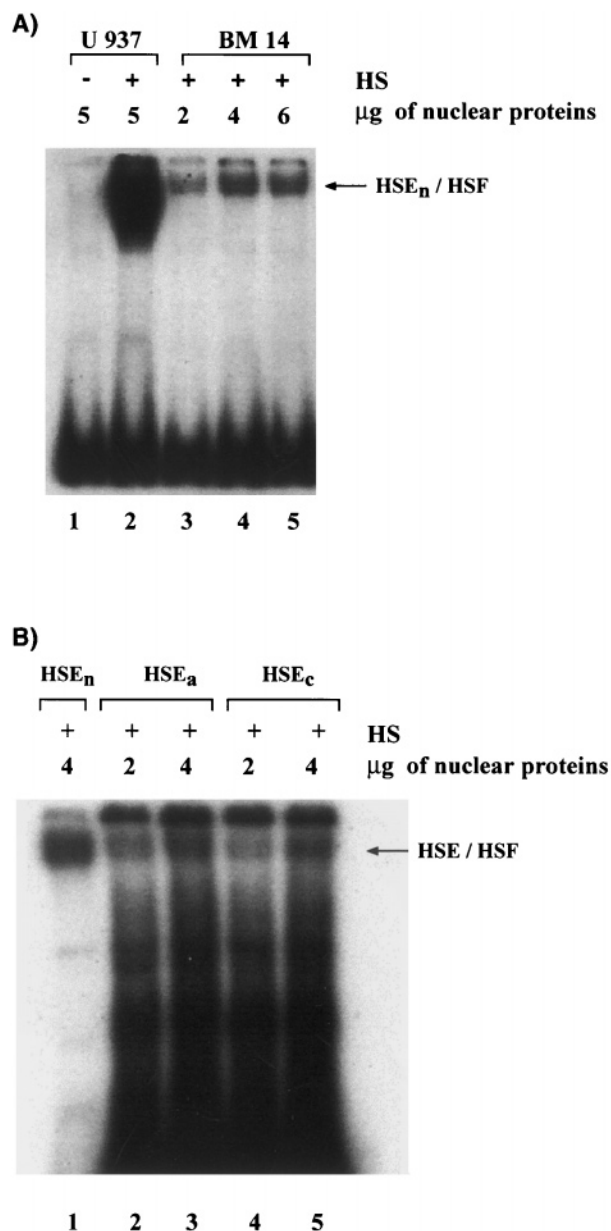 A)
U 937 BM 14
- + + + + HS
5 5 2 4 6 µg of nuclear proteins
HSEn / HSF
1 2 3 4 5
B)
HSEn HSEa HSEc
+ + + + + HS
4 2 4 2 4 µg of nuclear proteins
HSE / HSF
1 2 3 4 5